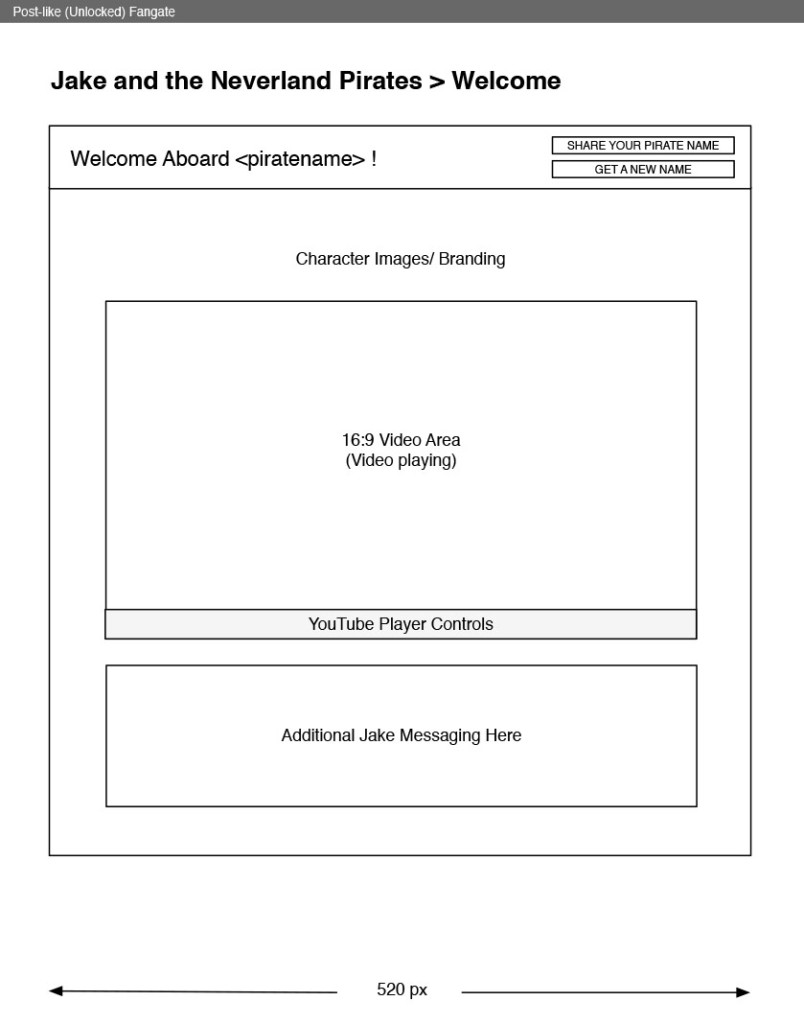 Post-like (Unlocked) Fangate
Jake and the Neverland Pirates > Welcome
Welcome Aboard <piratename> !
SHARE YOUR PIRATE NAME
GET A NEW NAME
Character Images/ Branding
16:9 Video Area
(Video playing)
YouTube Player Controls
Additional Jake Messaging Here
520 px